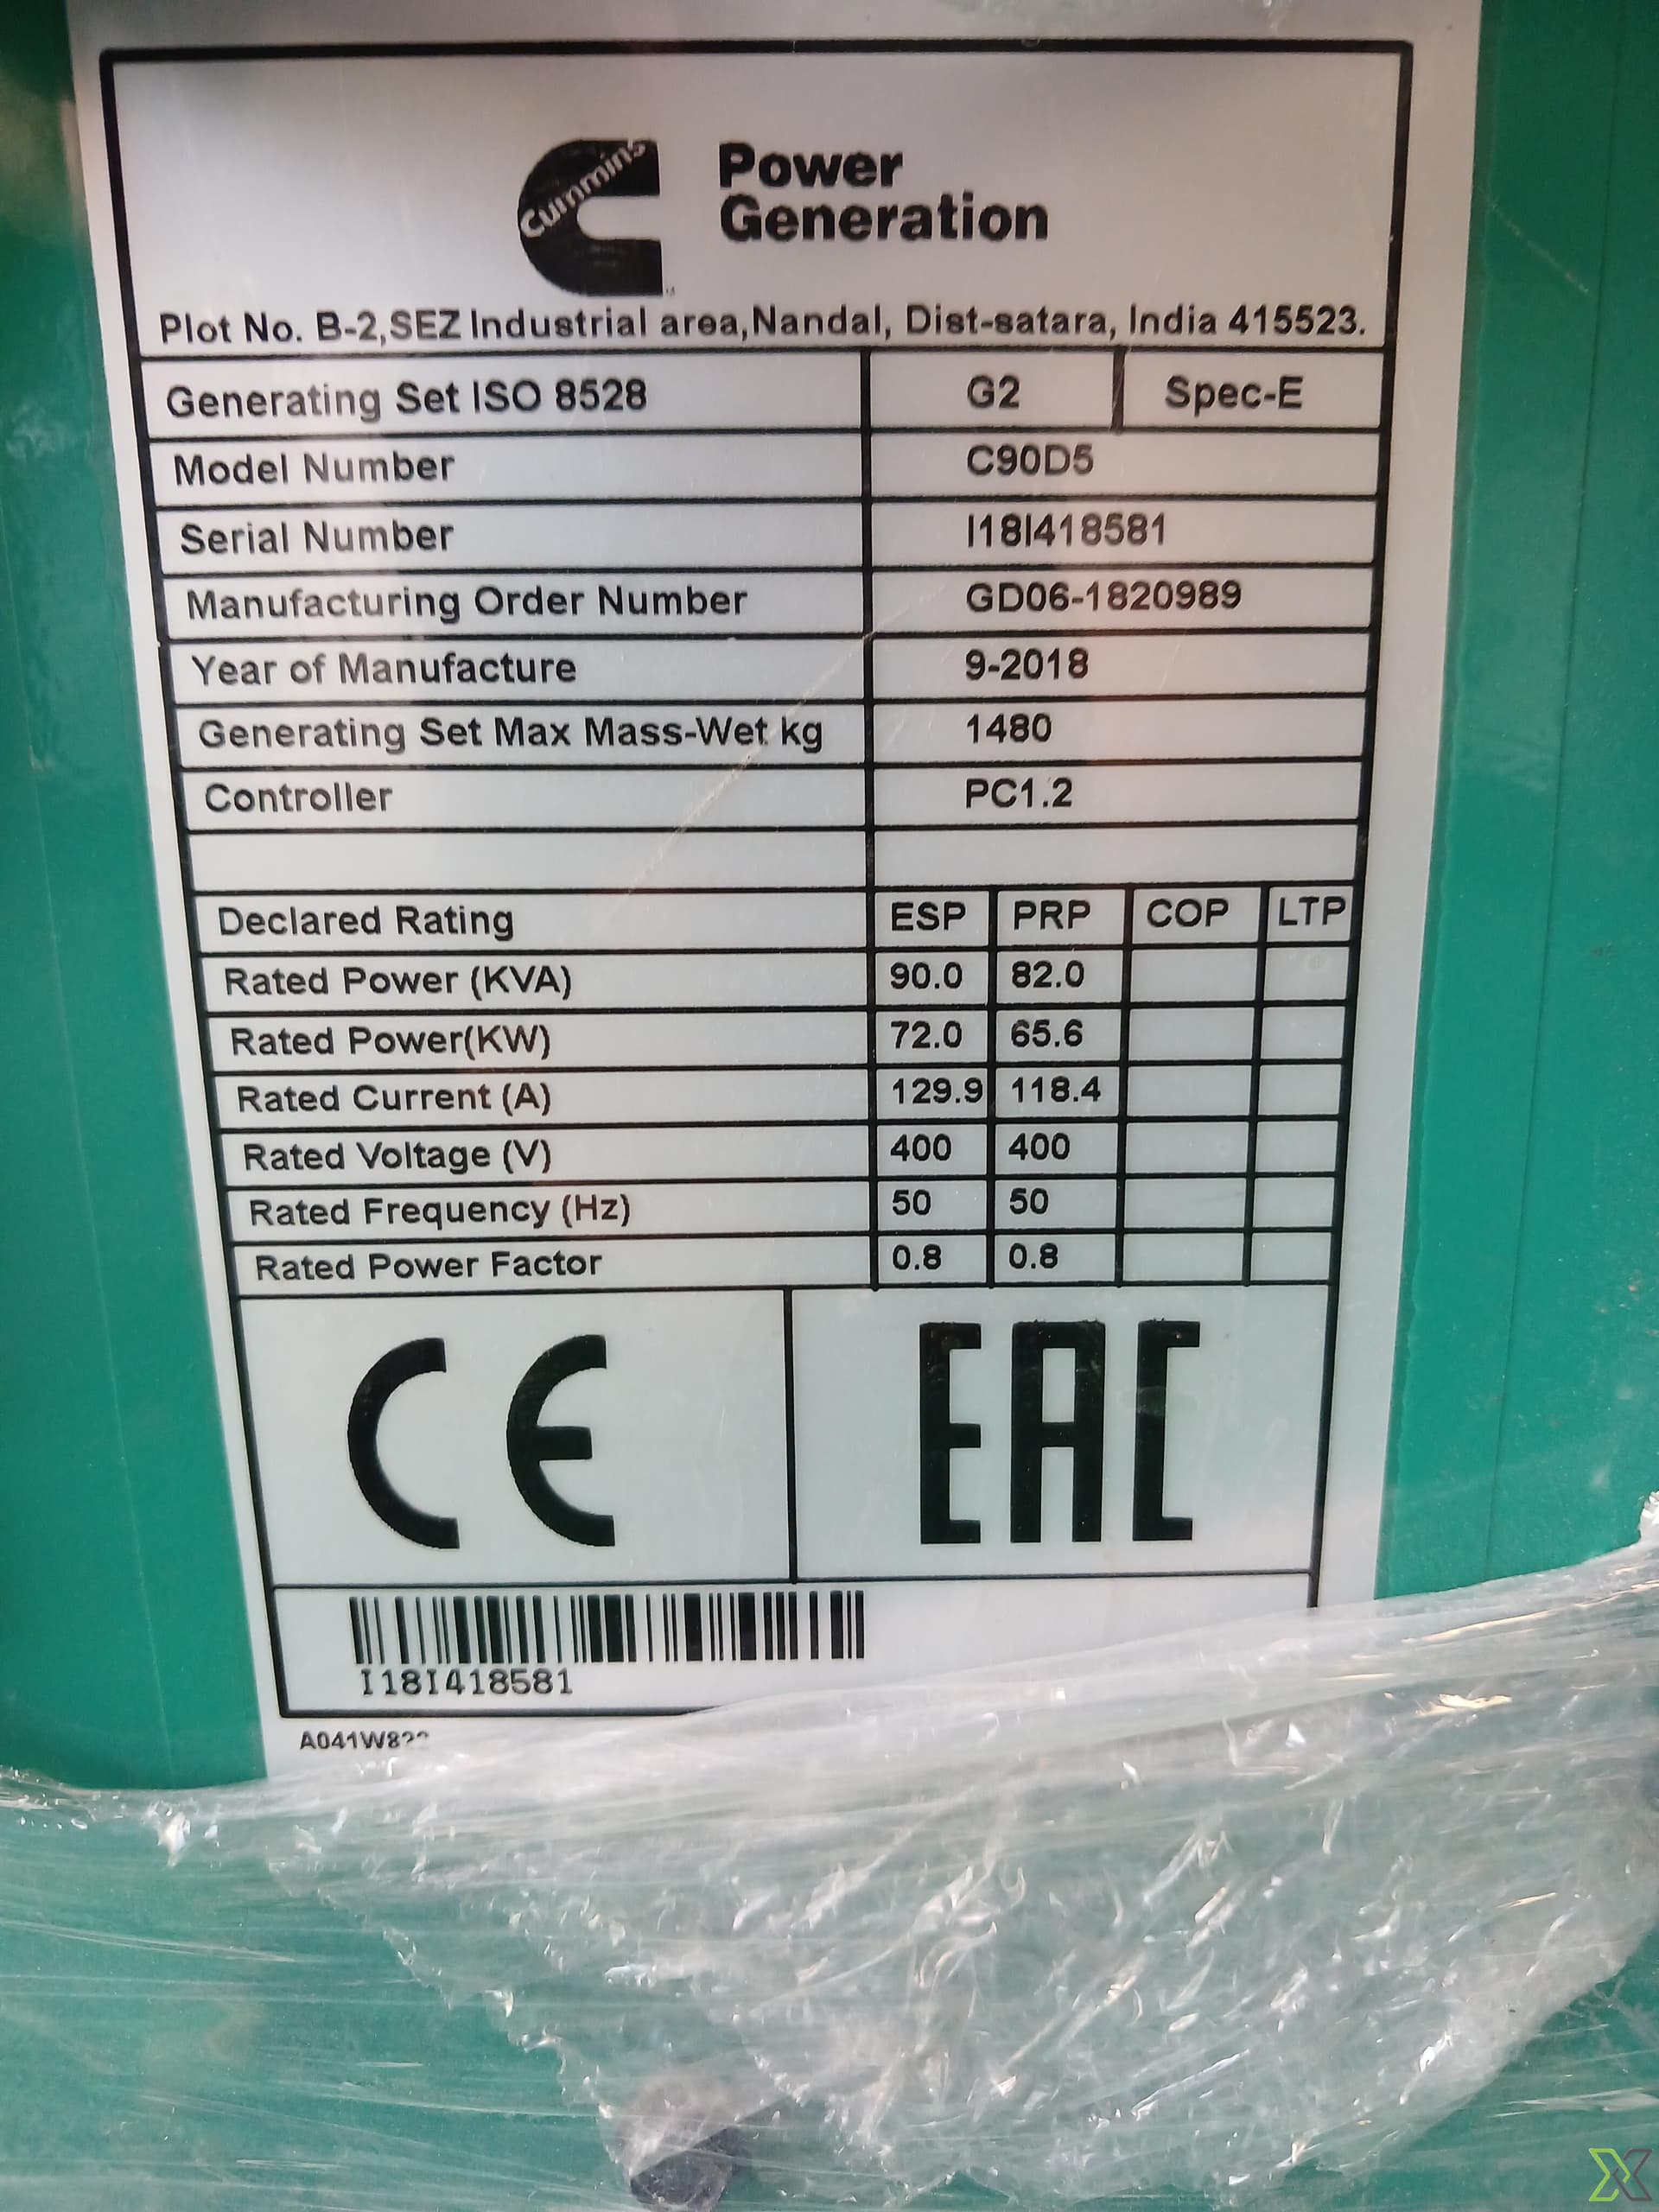 Cummins
Power
Generation
Plot No. B-2,SEZ Industrial area,Nandal, Dist-satara, India 415523.
Generating Set ISO 8528 G2 Spec-E
Model Number C90D5
Serial Number I18I418581
Manufacturing Order Number GD06-1820989
Year of Manufacture 9-2018
Generating Set Max Mass-Wet kg 1480
Controller PC1.2
Declared Rating ESP PRP COP LTP
Rated Power (KVA) 90.0 82.0
Rated Power(KW) 72.0 65.6
Rated Current (A) 129.9 118.4
Rated Voltage (V) 400 400
Rated Frequency (Hz) 50 50
Rated Power Factor 0.8 0.8
CE EAC
I18I418581